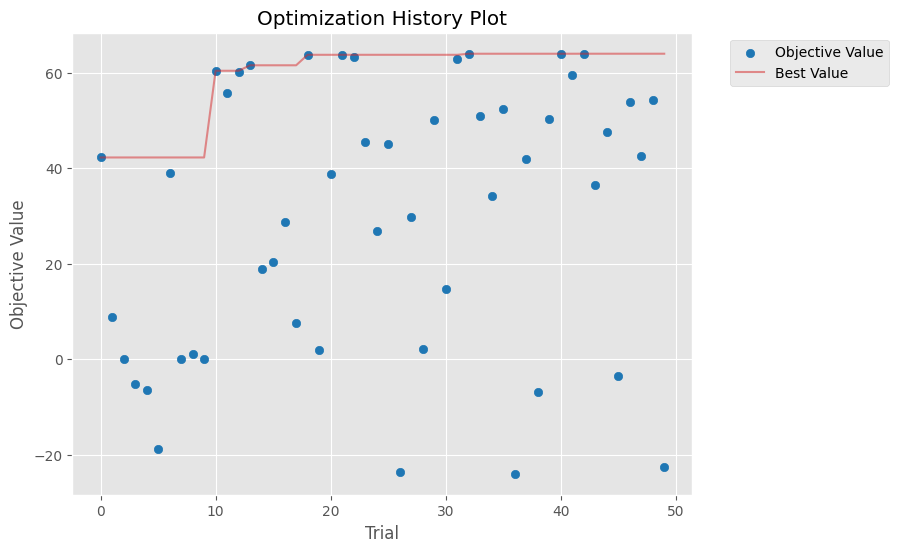 Optimization History Plot
Objective Value
Best Value
Objective Value
60
40
20
0
−20
0 10 20 30 40 50
Trial